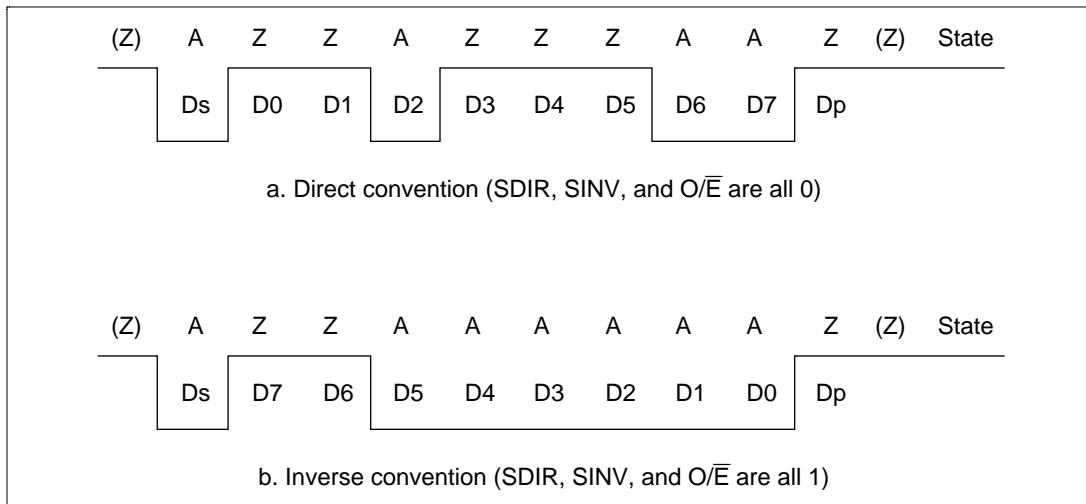 (Z) A Z Z A Z Z Z A A Z (Z) State
Ds D0 D1 D2 D3 D4 D5 D6 D7 Dp
a. Direct convention (SDIR, SINV, and O/E̅ are all 0)
(Z) A Z Z A A A A A A Z (Z) State
Ds D7 D6 D5 D4 D3 D2 D1 D0 Dp
b. Inverse convention (SDIR, SINV, and O/E̅ are all 1)